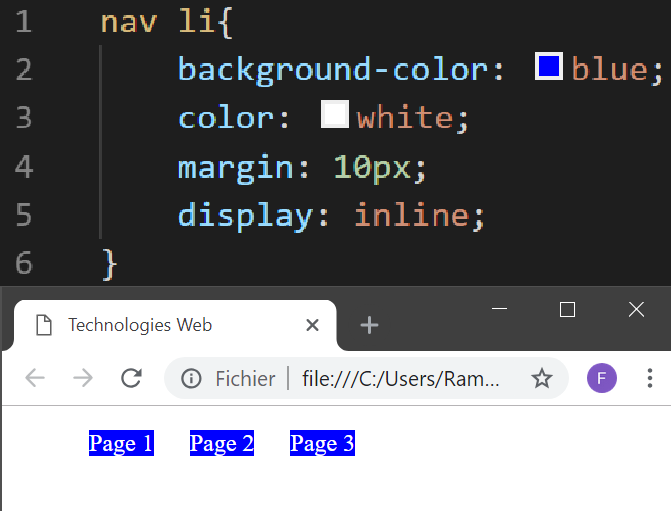 1 nav li{
2 background-color: blue;
3 color: white;
4 margin: 10px;
5 display: inline;
6 }
Technologies Web
Fichier | file:///C:/Users/Ram... F
Page 1 Page 2 Page 3